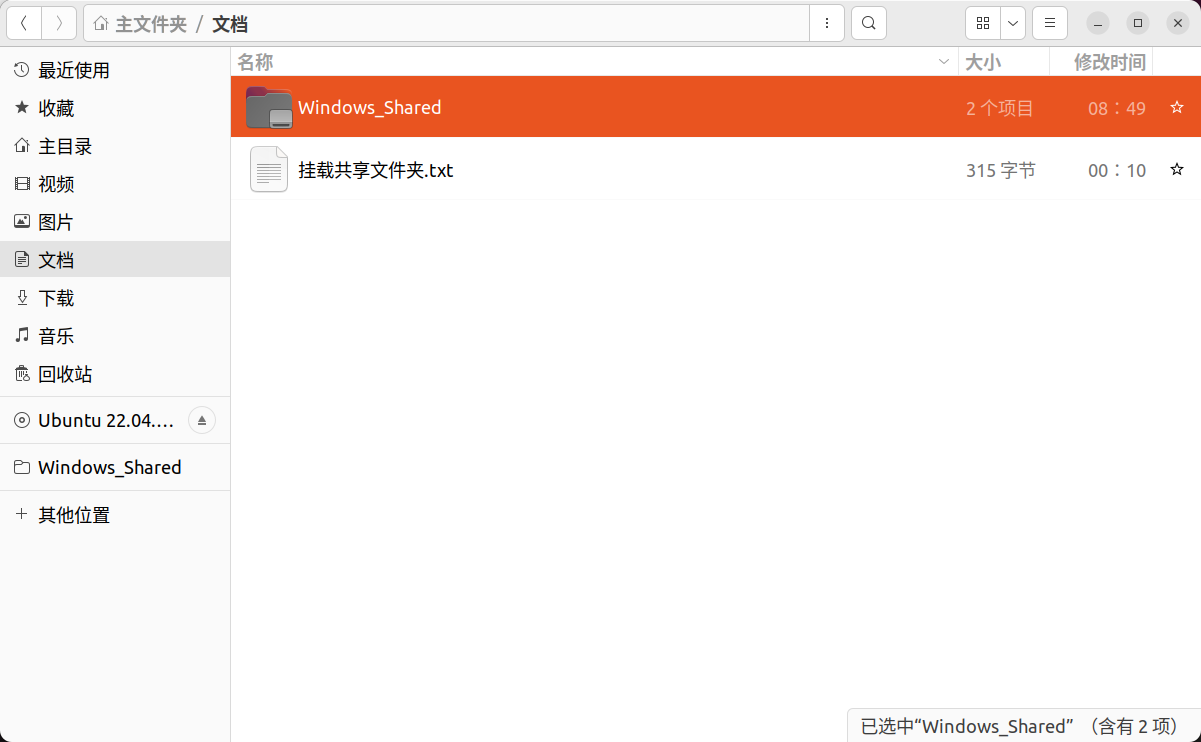 主文件夹 / 文档
最近使用
收藏
主目录
视频
图片
文档
下载
音乐
回收站
Ubuntu 22.04....
Windows_Shared
其他位置
名称 大小 修改时间
Windows_Shared 2 个项目 08：49
挂载共享文件夹.txt 315 字节 00：10
已选中“Windows_Shared” （含有 2 项）